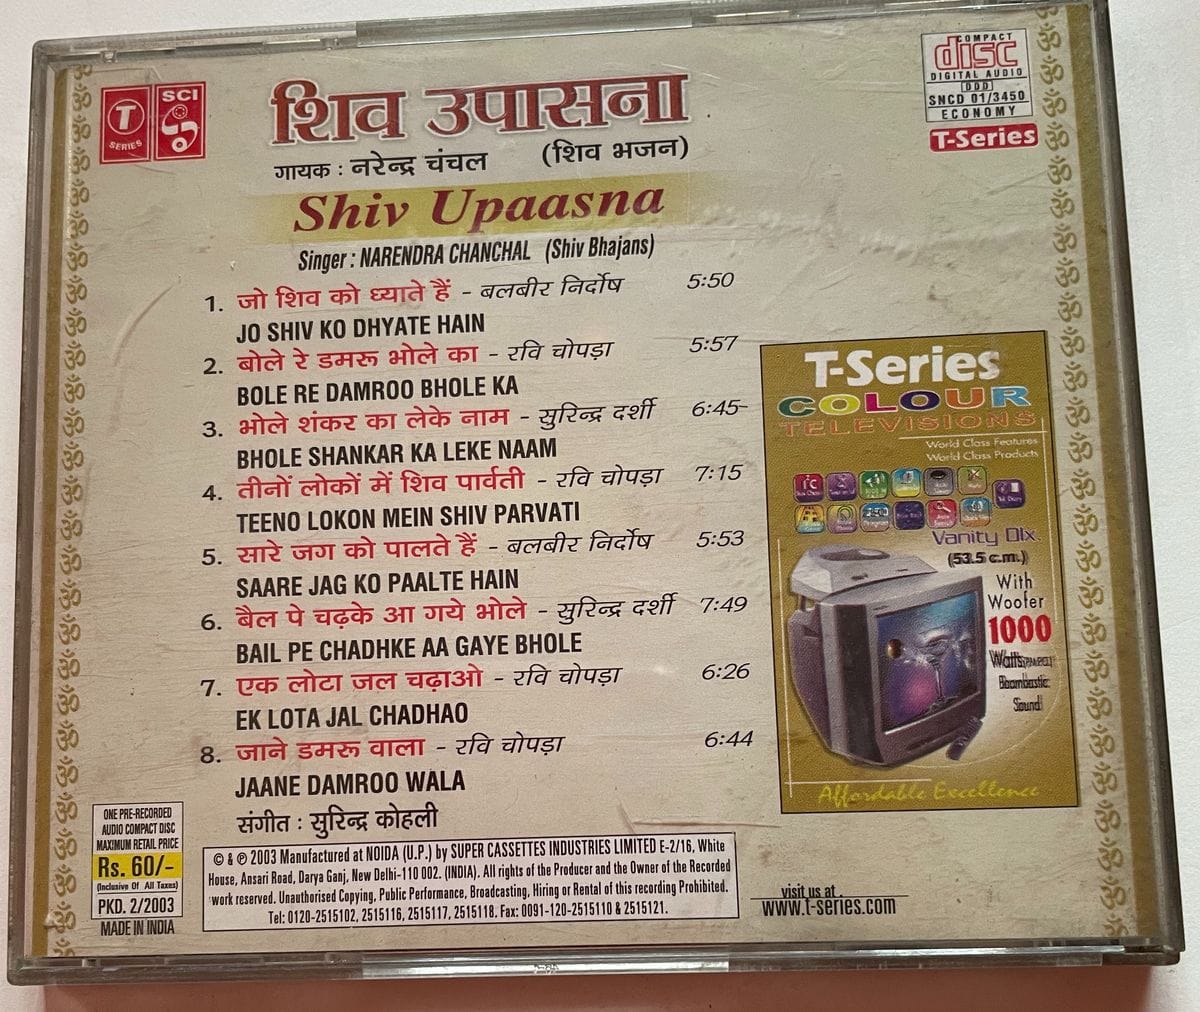 T
SERIES
SCI
COMPACT
disc
DIGITAL AUDIO
DDD
SNCD 01/3450
ECONOMY
T-Series
शिव उपासना
गायक : नरेन्द्र चंचल (शिव भजन)
Shiv Upaasna
Singer : NARENDRA CHANCHAL (Shiv Bhajans)
1. जो शिव को ध्याते हैं - बलबीर निर्दोष 5:50
JO SHIV KO DHYATE HAIN
2. बोले रे डमरू भोले का - रवि चोपड़ा 5:57
BOLE RE DAMROO BHOLE KA
3. भोले शंकर का लेके नाम - सुरिन्द्र दर्शी 6:45-
BHOLE SHANKAR KA LEKE NAAM
4. तीनों लोकों में शिव पार्वती - रवि चोपड़ा 7:15
TEENO LOKON MEIN SHIV PARVATI
5. सारे जग को पालते हैं - बलबीर निर्दोष 5:53
SAARE JAG KO PAALTE HAIN
6. बैल पे चढ़के आ गये भोले - सुरिन्द्र दर्शी 7:49
BAIL PE CHADHKE AA GAYE BHOLE
7. एक लोटा जल चढ़ाओ - रवि चोपड़ा 6:26
EK LOTA JAL CHADHAO
8. जाने डमरू वाला - रवि चोपड़ा 6:44
JAANE DAMROO WALA
संगीत : सुरिन्द्र कोहली
T-Series
COLOUR
TELEVISIONS
World Class Features
World Class Products
Vanity Dlx.
(53.5 c.m.)
With
Woofer
1000
Watts
Bombastic
Sound
Affordable Excellence
ONE PRE-RECORDED
AUDIO COMPACT DISC
MAXIMUM RETAIL PRICE
Rs. 60/-
(Inclusive Of All Taxes)
PKD. 2/2003
MADE IN INDIA
© & ℗ 2003 Manufactured at NOIDA (U.P.) by SUPER CASSETTES INDUSTRIES LIMITED E-2/16, White
House, Ansari Road, Darya Ganj, New Delhi-110 002. (INDIA). All rights of the Producer and the Owner of the Recorded
work reserved. Unauthorised Copying, Public Performance, Broadcasting, Hiring or Rental of this recording Prohibited.
Tel: 0120-2515102, 2515116, 2515117, 2515118. Fax: 0091-120-2515110 & 2515121.
visit us at
www.t-series.com